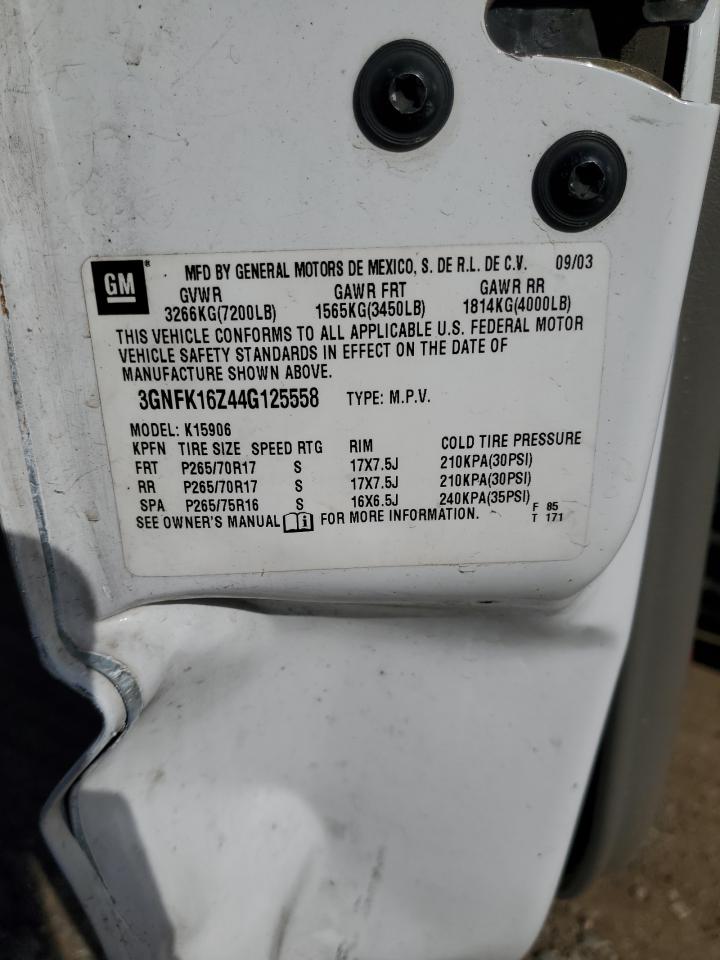 GM MFD BY GENERAL MOTORS DE MEXICO, S. DE R.L. DE C.V. 09/03
GVWR GAWR FRT GAWR RR
3266KG(7200LB) 1565KG(3450LB) 1814KG(4000LB)
THIS VEHICLE CONFORMS TO ALL APPLICABLE U.S. FEDERAL MOTOR
VEHICLE SAFETY STANDARDS IN EFFECT ON THE DATE OF
MANUFACTURE SHOWN ABOVE.
3GNFK16Z44G125558 TYPE: M.P.V.
MODEL: K15906
KPFN TIRE SIZE SPEED RTG RIM COLD TIRE PRESSURE
FRT P265/70R17 S 17X7.5J 210KPA(30PSI)
RR P265/70R17 S 17X7.5J 210KPA(30PSI)
SPA P265/75R16 S 16X6.5J 240KPA(35PSI) F 85
SEE OWNER'S MANUAL FOR MORE INFORMATION. T 171